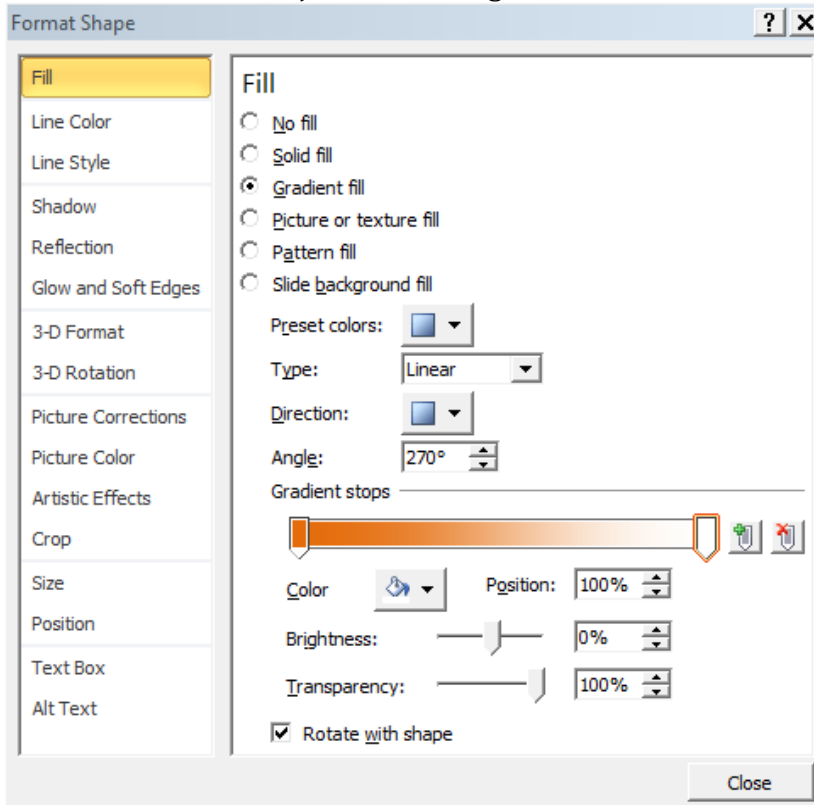 Format Shape
?
X
Fill
Line Color
Line Style
Shadow
Reflection
Glow and Soft Edges
3-D Format
3-D Rotation
Picture Corrections
Picture Color
Artistic Effects
Crop
Size
Position
Text Box
Alt Text
Fill
No fill
Solid fill
Gradient fill
Picture or texture fill
Pattern fill
Slide background fill
Preset colors:
Type: Linear
Direction:
Angle: 270°
Gradient stops
Color Position: 100%
Brightness: 0%
Transparency: 100%
Rotate with shape
Close